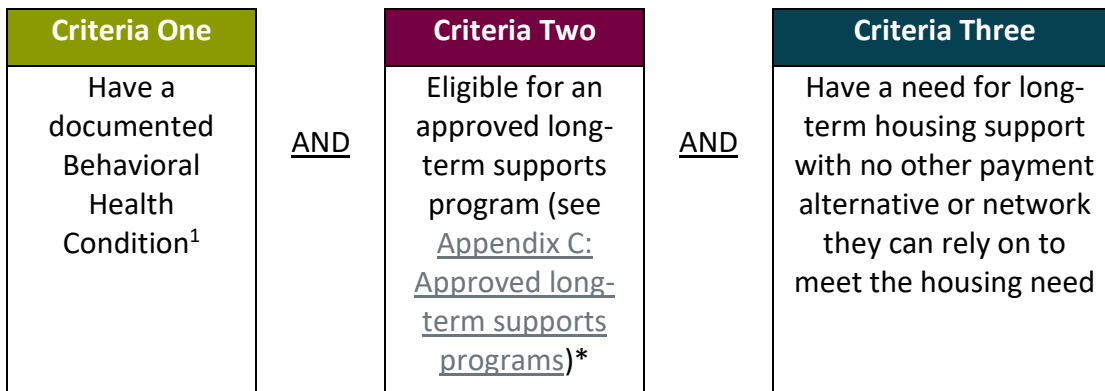 Criteria One
Have a
documented
Behavioral
Health
Condition1
AND
Criteria Two
Eligible for an
approved long-
term supports
program (see
Appendix C:
Approved long-
term supports
programs)*
AND
Criteria Three
Have a need for long-
term housing support
with no other payment
alternative or network
they can rely on to
meet the housing need